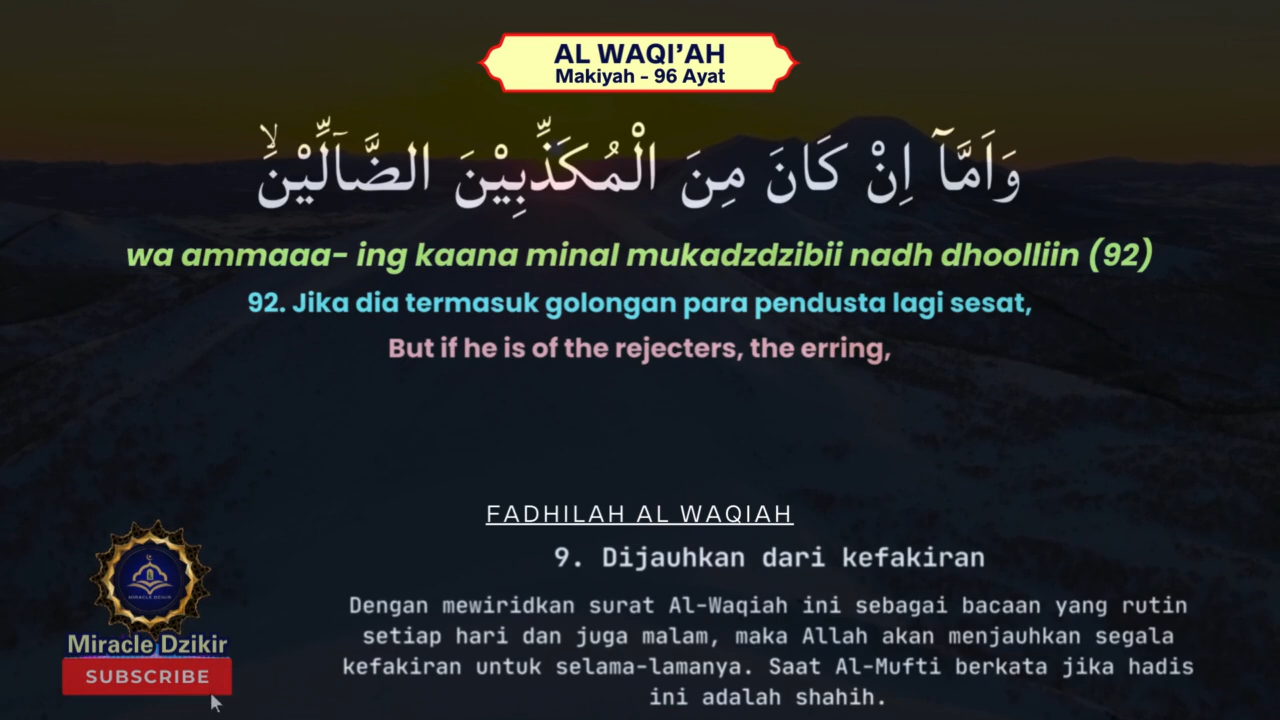 AL WAQI’AH
Makiyah - 96 Ayat
وَاَمَّآ اِنْ كَانَ مِنَ الْمُكَذِّبِيْنَ الضَّاۤلِّيْنَۙ
wa ammaaa- ing kaana minal mukadzdzibii nadh dhoolliin (92)
92. Jika dia termasuk golongan para pendusta lagi sesat,
But if he is of the rejecters, the erring,
FADHILAH AL WAQIAH
9. Dijauhkan dari kefakiran
Dengan mewiridkan surat Al-Waqiah ini sebagai bacaan yang rutin
setiap hari dan juga malam, maka Allah akan menjauhkan segala
kefakiran untuk selama-lamanya. Saat Al-Mufti berkata jika hadis
ini adalah shahih.
MIRACLE DZIKIR
Miracle Dzikir
SUBSCRIBE